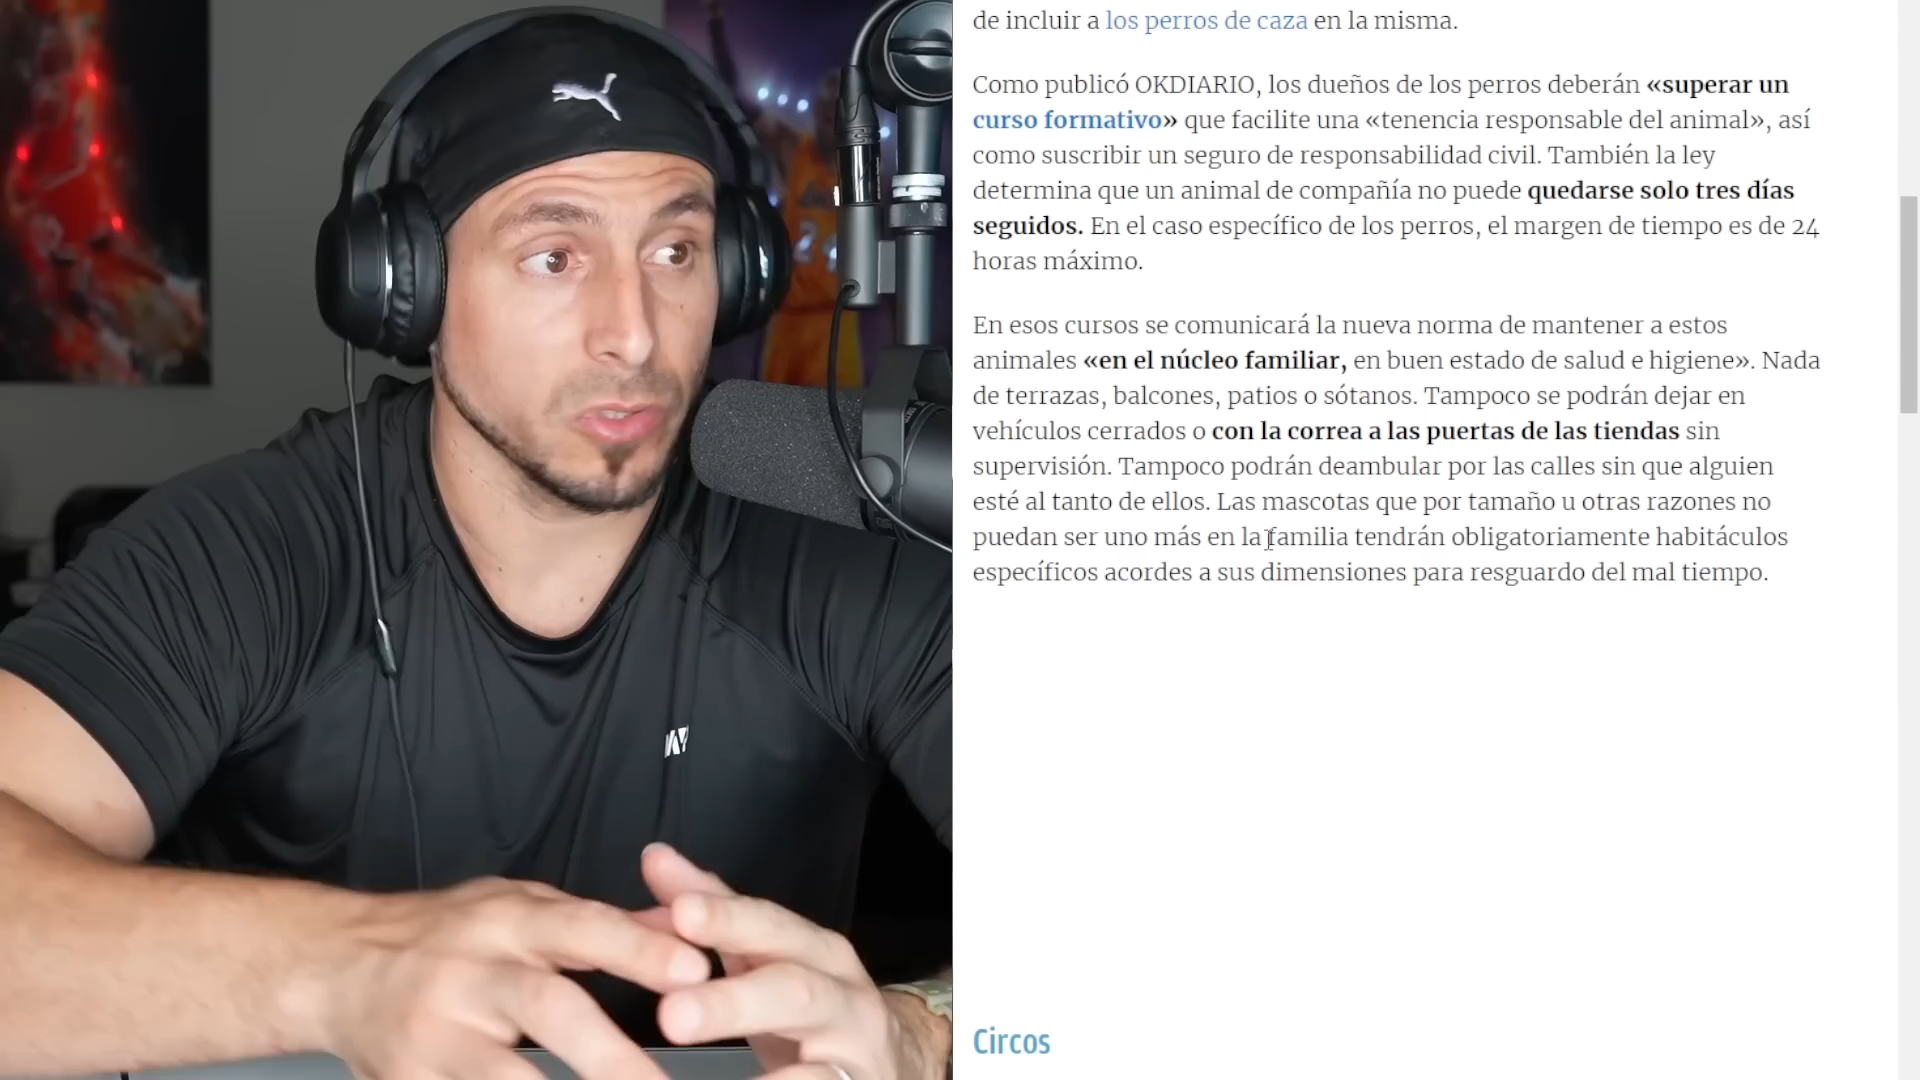 de incluir a los perros de caza en la misma.
Como publicó OKDIARIO, los dueños de los perros deberán «superar un
curso formativo» que facilite una «tenencia responsable del animal», así
como suscribir un seguro de responsabilidad civil. También la ley
determina que un animal de compañía no puede quedarse solo tres días
seguidos. En el caso específico de los perros, el margen de tiempo es de 24
horas máximo.
En esos cursos se comunicará la nueva norma de mantener a estos
animales «en el núcleo familiar, en buen estado de salud e higiene». Nada
de terrazas, balcones, patios o sótanos. Tampoco se podrán dejar en
vehículos cerrados o con la correa a las puertas de las tiendas sin
supervisión. Tampoco podrán deambular por las calles sin que alguien
esté al tanto de ellos. Las mascotas que por tamaño u otras razones no
puedan ser uno más en la familia tendrán obligatoriamente habitáculos
específicos acordes a sus dimensiones para resguardo del mal tiempo.
Circos